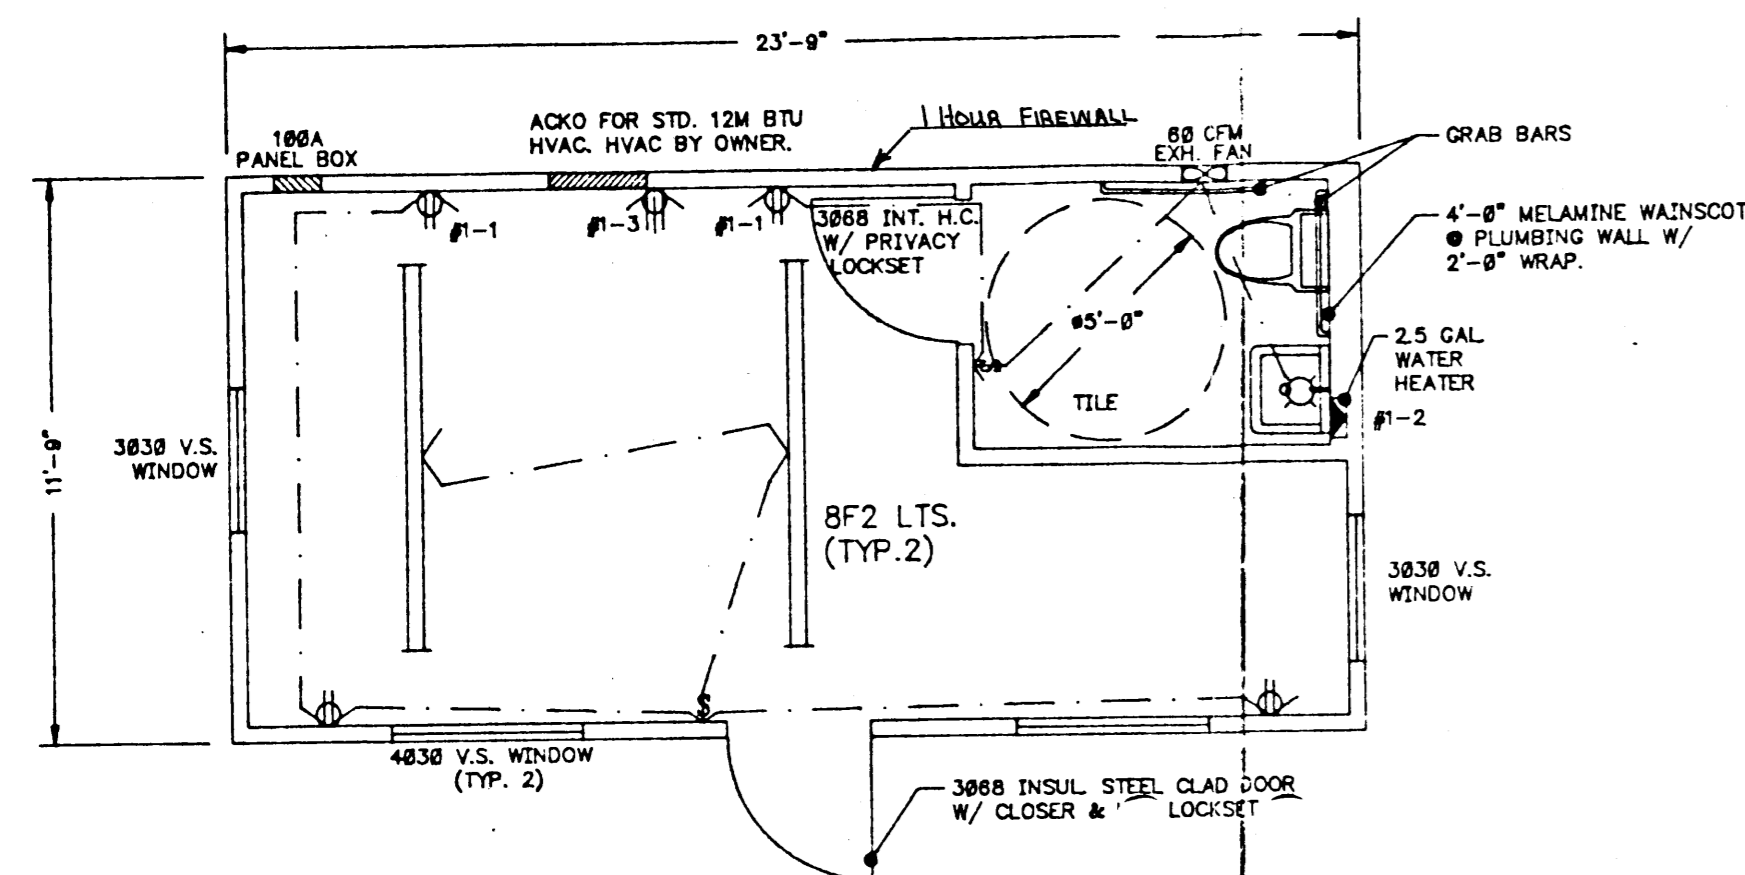 23'-9"
100A
PANEL BOX
ACKO FOR STD. 12M BTU
HVAC. HVAC BY OWNER.
1 HOUR FIREWALL
60 CFM
EXH. FAN
GRAB BARS
#1-1
#1-3
#1-1
3068 INT. H.C.
W/ PRIVACY
LOCKSET
4'-0" MELAMINE WAINSCOT
@ PLUMBING WALL W/
2'-0" WRAP.
ø5'-0"
2.5 GAL
WATER
HEATER
#1-2
TILE
11'-9"
3030 V.S.
WINDOW
8F2 LTS.
(TYP.2)
3030 V.S.
WINDOW
S
4030 V.S. WINDOW
(TYP. 2)
3068 INSUL STEEL CLAD DOOR
W/ CLOSER & LOCKSET